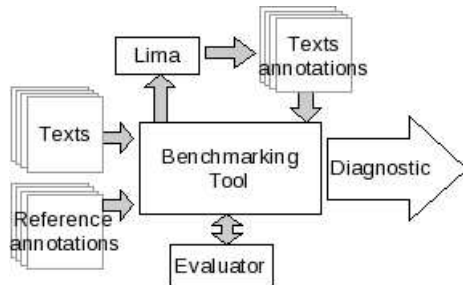 Lima
Texts
annotations
Texts
Benchmarking
Tool
Diagnostic
Reference
annotations
Evaluator